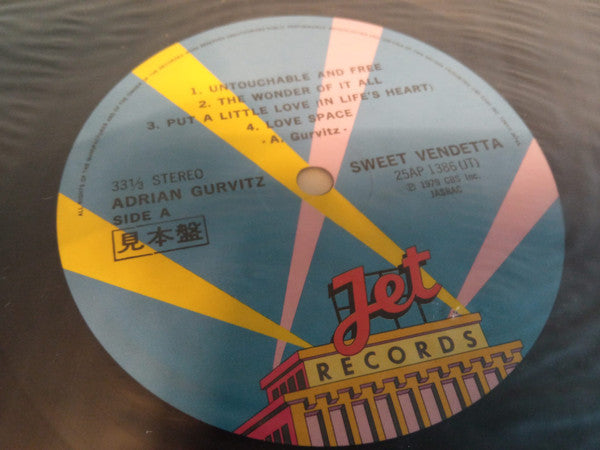 1. UNTOUCHABLE AND FREE
2. THE WONDER OF IT ALL
3. PUT A LITTLE LOVE (IN LIFE'S HEART)
4. LOVE SPACE
- A. Gurvitz -
33⅓ STEREO
ADRIAN GURVITZ
SIDE A
見本盤
SWEET VENDETTA
25AP 1386 (JT)
℗ 1979 CBS Inc.
JASRAC
Jet
RECORDS